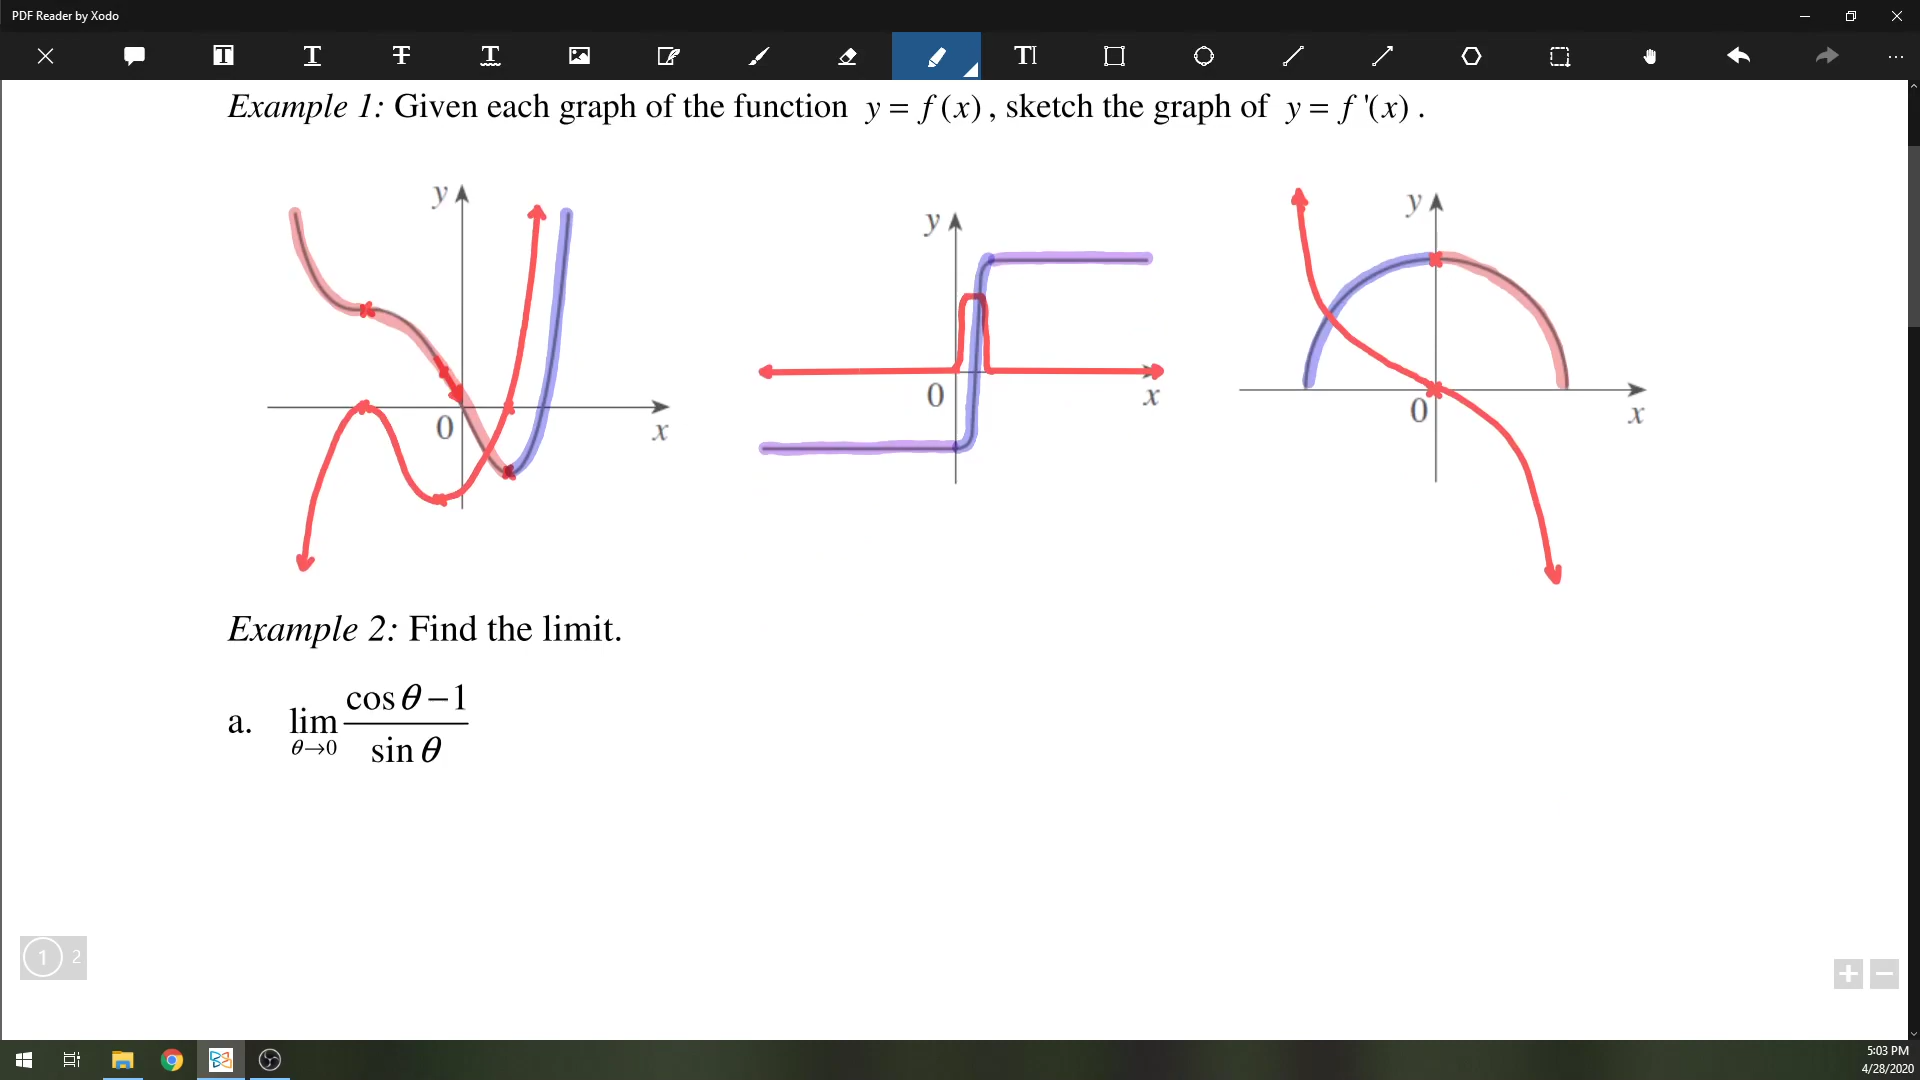 PDF Reader by Xodo
Example 1: Given each graph of the function y = f(x), sketch the graph of y = f '(x).
y
0
x
y
0
x
y
0
x
Example 2: Find the limit.
a. lim θ→0 (cos θ − 1) / (sin θ)
1 2
5:03 PM
4/28/2020